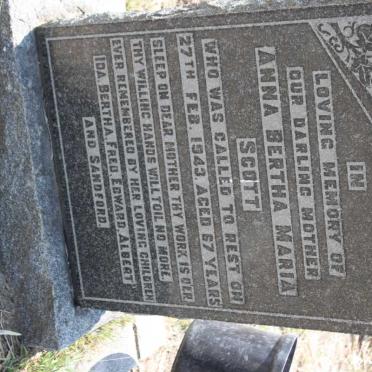 IN
LOVING MEMORY OF
OUR DARLING MOTHER
ANNA BERTHA MARIA
SCOTT
WHO WAS CALLED TO REST ON
27TH FEB. 1943 AGED 67 YEARS
SLEEP ON DEAR MOTHER THY WORK IS OER
THY WILLING HANDS WILL TOIL NO MORE
EVER REMEMBERED BY HER LOVING CHILDREN
IDA, BERTHA, FRED, EDWARD, ALBERT
AND SANDFORD.